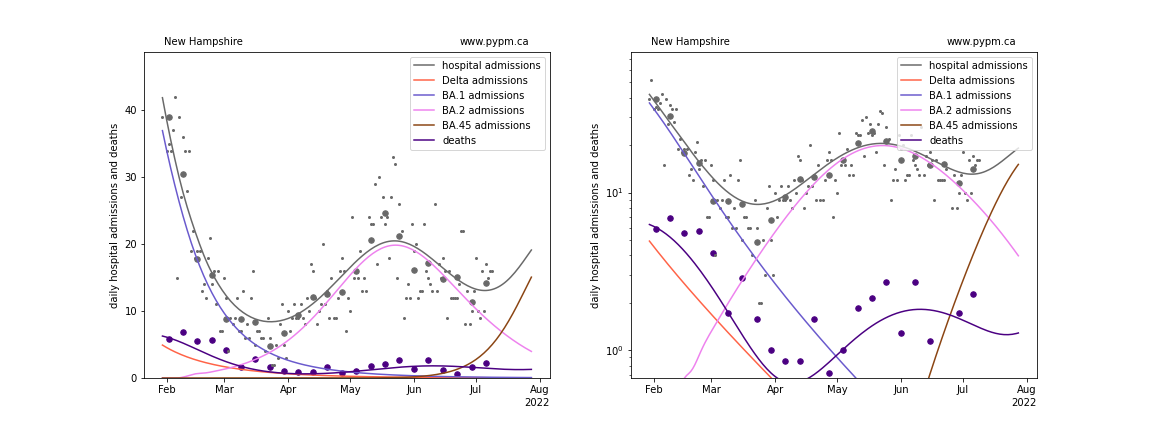 New Hampshire www.pypm.ca
hospital admissions
Delta admissions
BA.1 admissions
BA.2 admissions
BA.45 admissions
deaths
daily hospital admissions and deaths
40
30
20
10
0
Feb Mar Apr May Jun Jul Aug
2022
New Hampshire www.pypm.ca
hospital admissions
Delta admissions
BA.1 admissions
BA.2 admissions
BA.45 admissions
deaths
daily hospital admissions and deaths
10¹
10⁰
Feb Mar Apr May Jun Jul Aug
2022